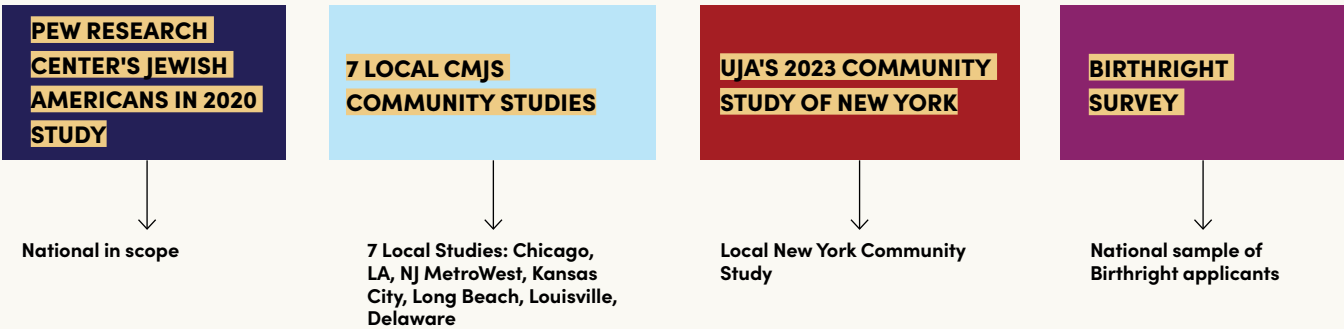 PEW RESEARCH
CENTER'S JEWISH
AMERICANS IN 2020
STUDY
7 LOCAL CMJS
COMMUNITY STUDIES
UJA'S 2023 COMMUNITY
STUDY OF NEW YORK
BIRTHRIGHT
SURVEY
National in scope
7 Local Studies: Chicago,
LA, NJ MetroWest, Kansas
City, Long Beach, Louisville,
Delaware
Local New York Community
Study
National sample of
Birthright applicants